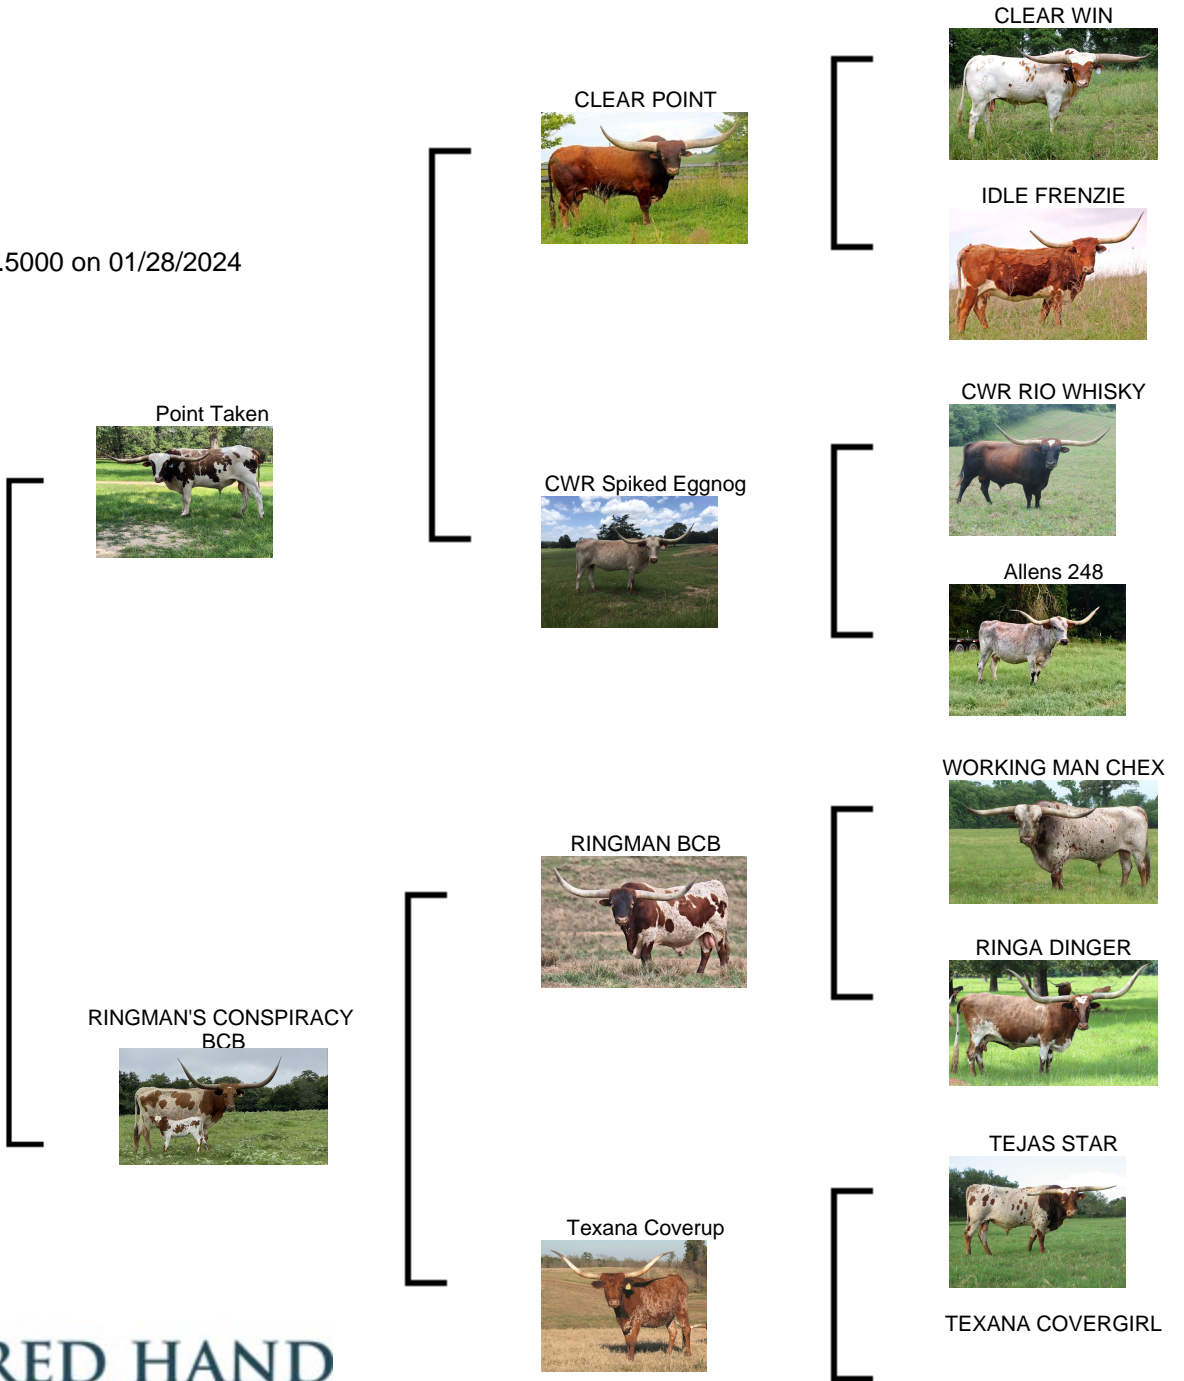 CLEAR WIN
CLEAR POINT
IDLE FRENZIE
.5000 on 01/28/2024
CWR RIO WHISKY
Point Taken
CWR Spiked Eggnog
Allens 248
WORKING MAN CHEX
RINGMAN BCB
RINGA DINGER
RINGMAN'S CONSPIRACY
BCB
TEJAS STAR
Texana Coverup
TEXANA COVERGIRL
RED HAND